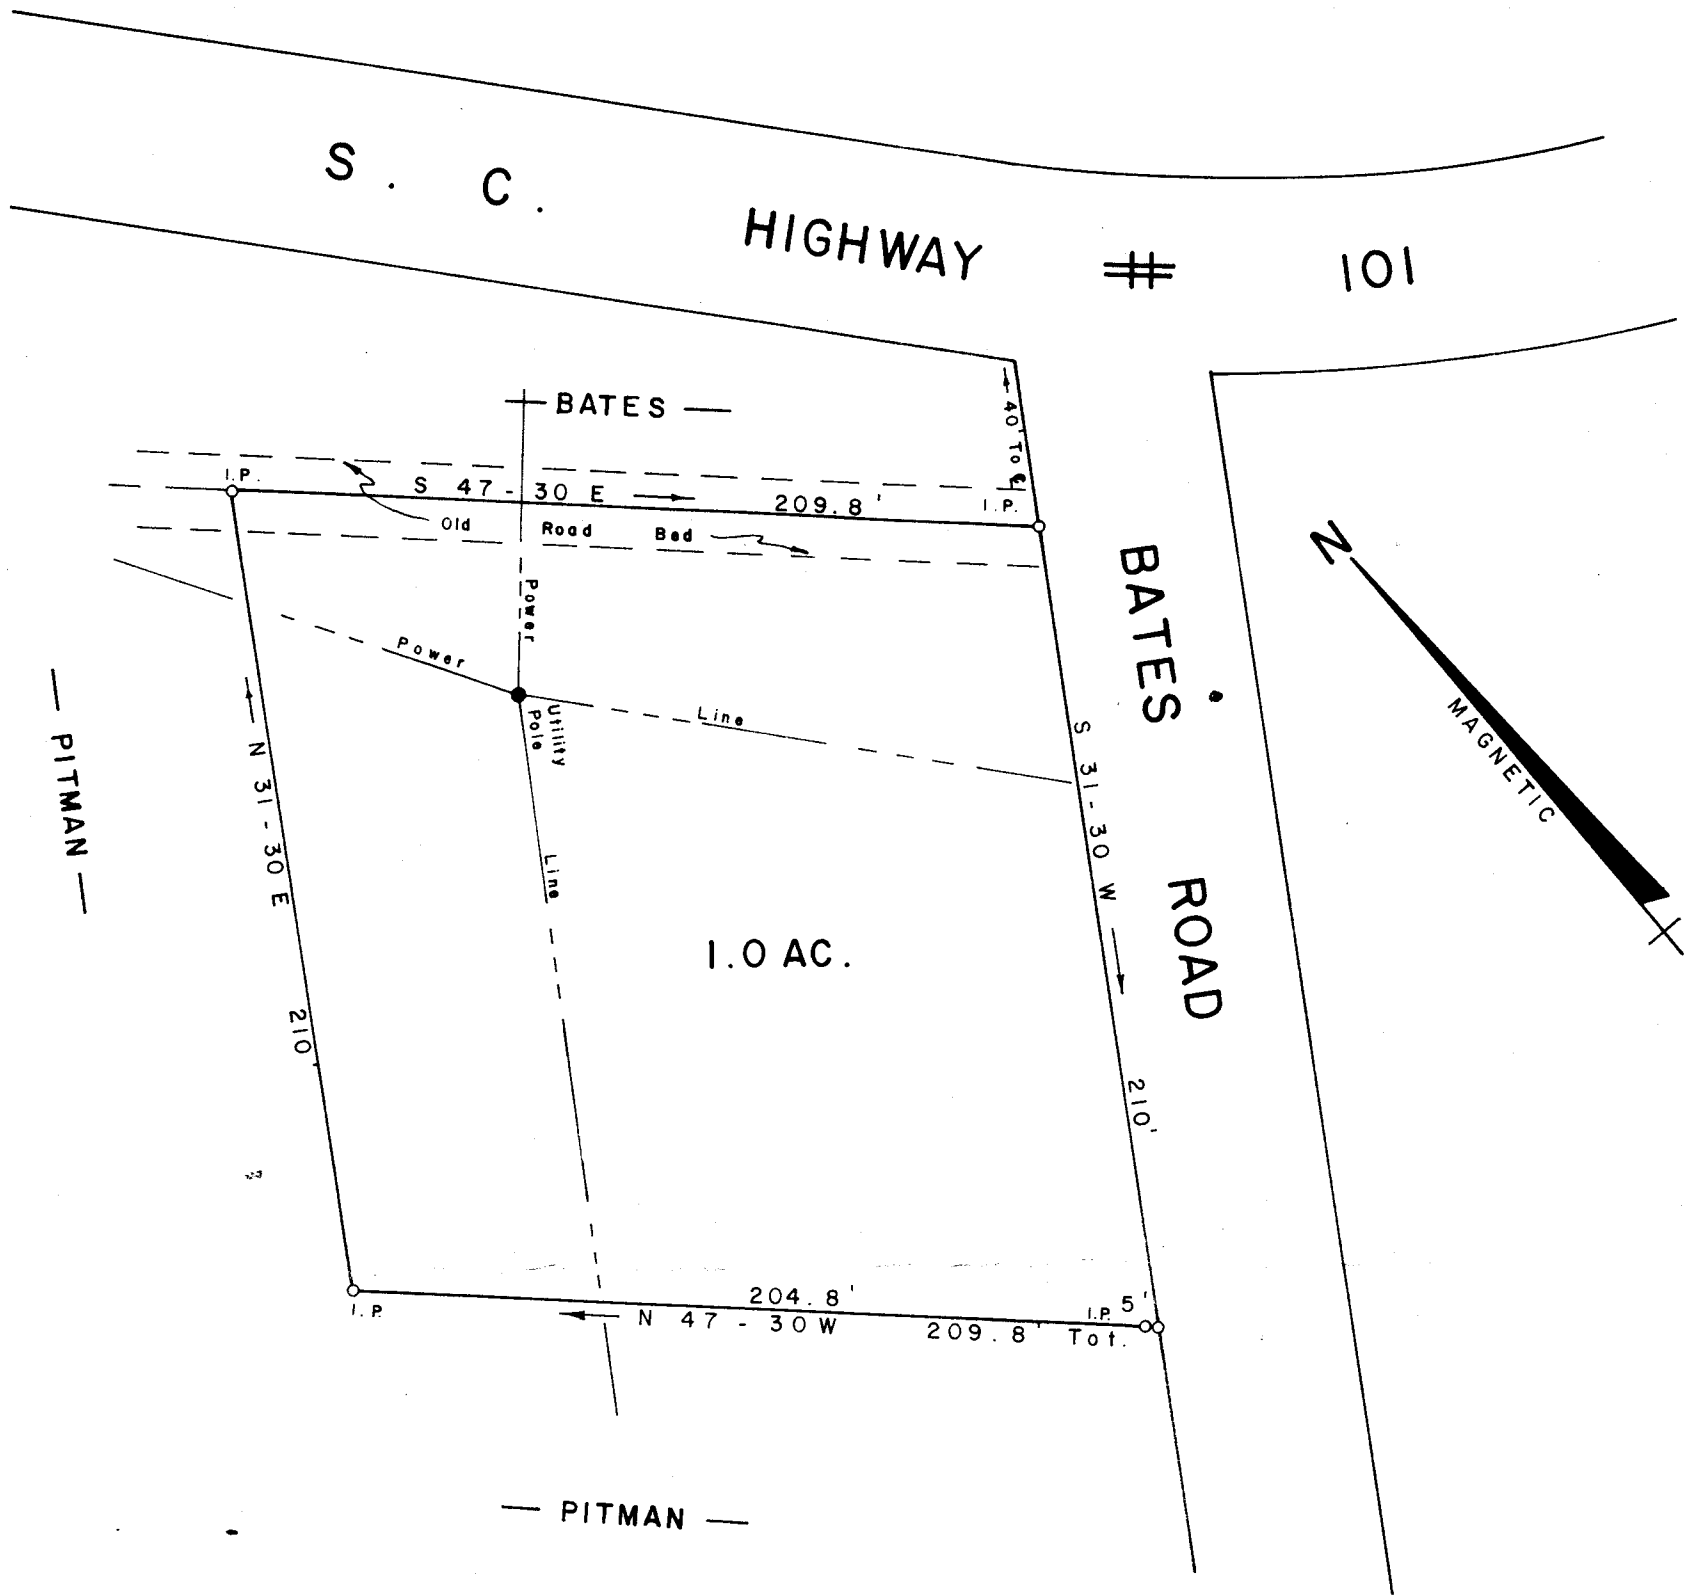 S. C. HIGHWAY # 101
— BATES —
40' To ℄
I.P.
S 47 - 30 E 209.8'
I.P.
Old Road Bed
Power
Power
Utility
Pole
Line
Line
— PITMAN —
N 31 - 30 E 210'
1.0 AC.
S 31 - 30 W 210'
BATES ROAD
N
MAGNETIC
204.8'
I.P. 5'
I.P.
N 47 - 30 W 209.8' Tot.
— PITMAN —